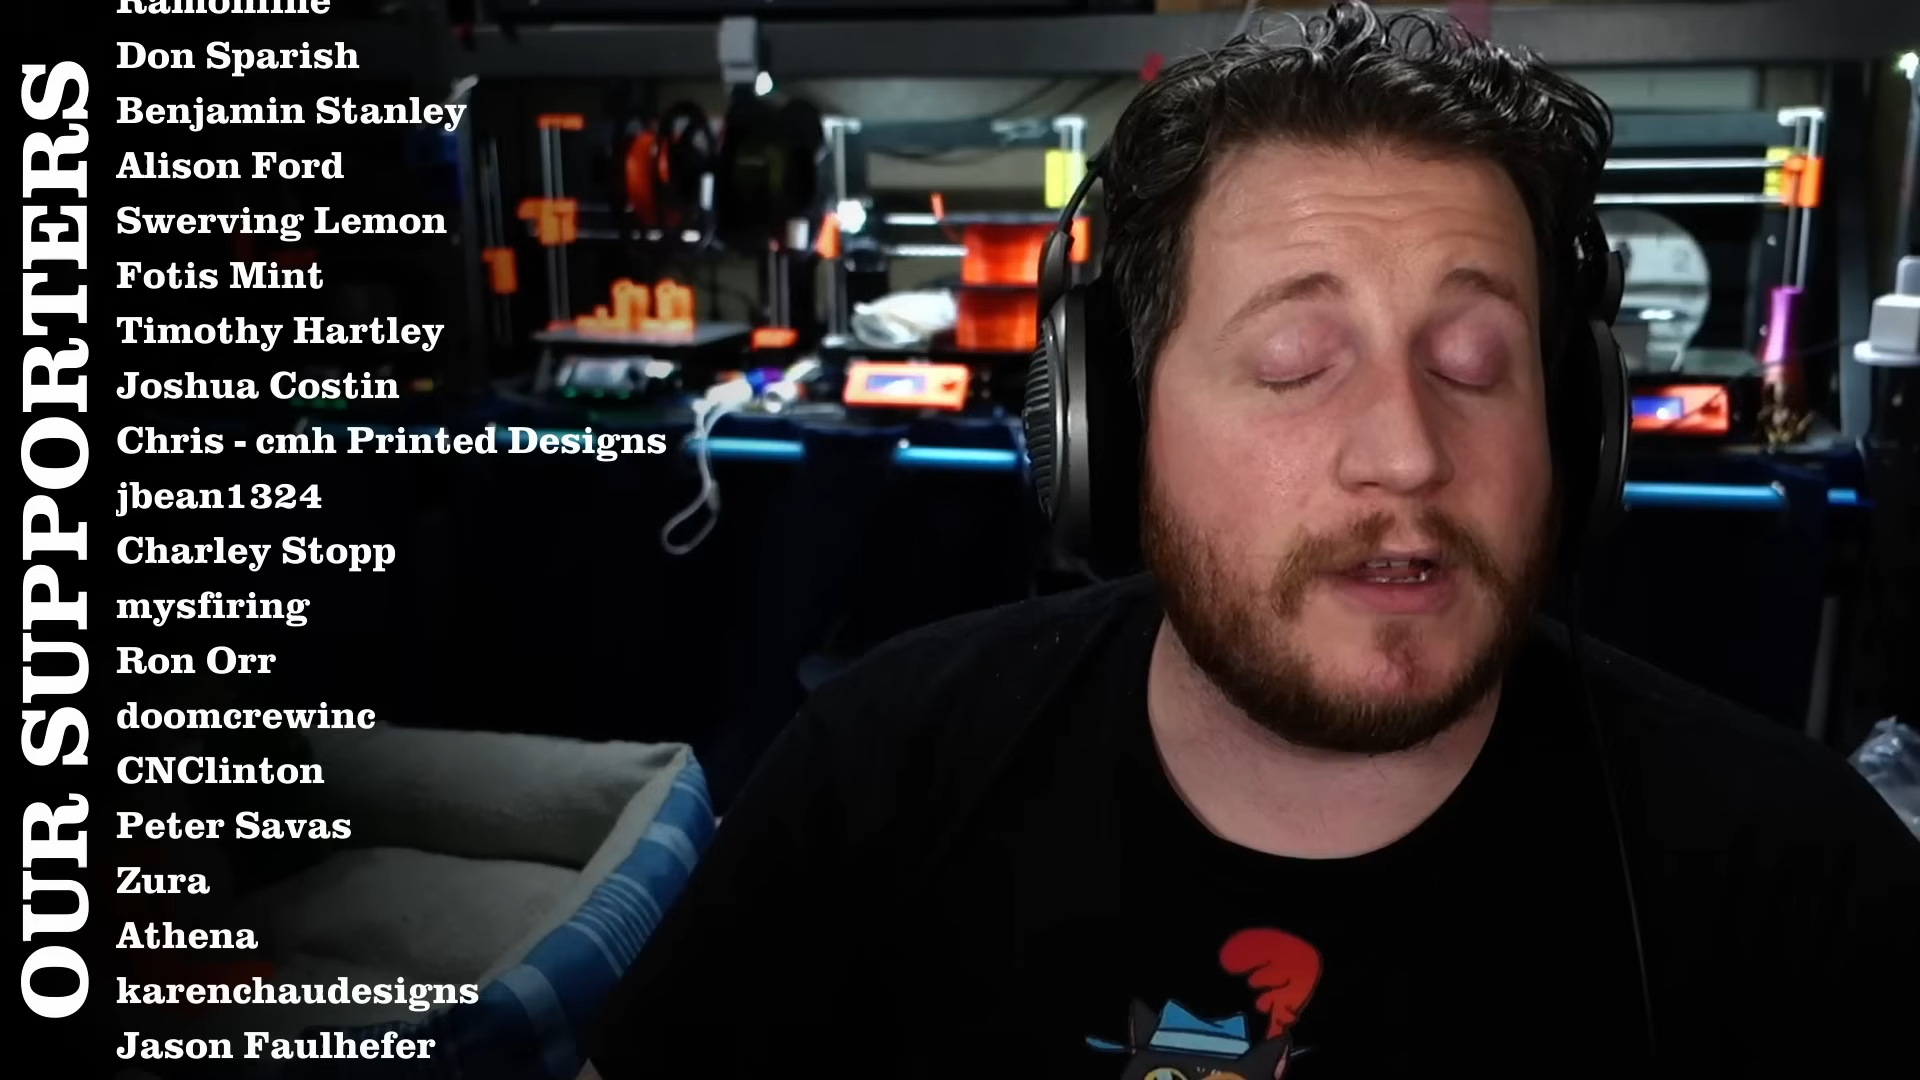 OUR SUPPORTERS
Don Sparish
Benjamin Stanley
Alison Ford
Swerving Lemon
Fotis Mint
Timothy Hartley
Joshua Costin
Chris - cmh Printed Designs
jbean1324
Charley Stopp
mysfiring
Ron Orr
doomcrewinc
CNClinton
Peter Savas
Zura
Athena
karenchaudesigns
Jason Faulhefer